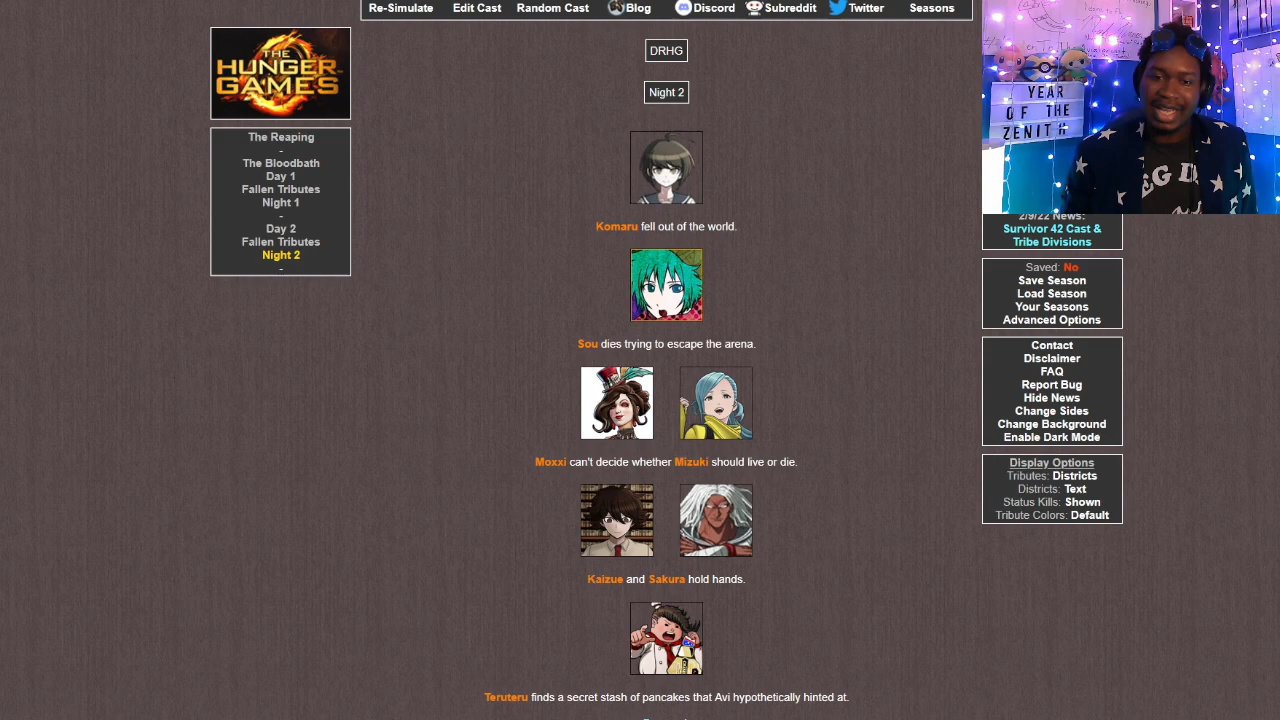 Re-Simulate Edit Cast Random Cast Blog Discord Subreddit Twitter Seasons
THE
HUNGER
GAMES
The Reaping
-
The Bloodbath
Day 1
Fallen Tributes
Night 1
-
Day 2
Fallen Tributes
Night 2
-
DRHG
Night 2
Komaru fell out of the world.
Sou dies trying to escape the arena.
Moxxi can't decide whether Mizuki should live or die.
Kaizue and Sakura hold hands.
Teruteru finds a secret stash of pancakes that Avi hypothetically hinted at.
YEAR
OF THE
ZENITH
2/9/22 News:
Survivor 42 Cast &
Tribe Divisions
Saved: No
Save Season
Load Season
Your Seasons
Advanced Options
Contact
Disclaimer
FAQ
Report Bug
Hide News
Change Sides
Change Background
Enable Dark Mode
Display Options
Tributes: Districts
Districts: Text
Status Kills: Shown
Tribute Colors: Default